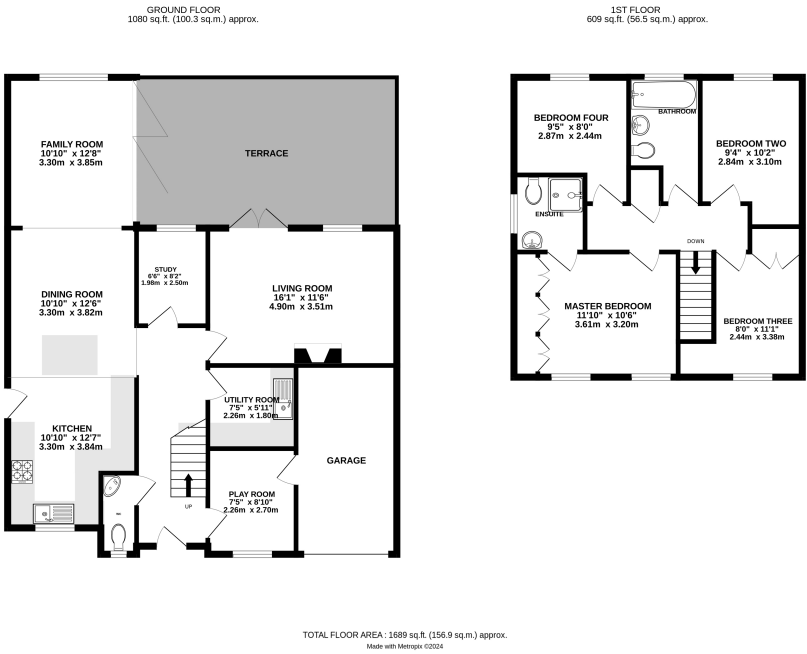 GROUND FLOOR
1080 sq.ft. (100.3 sq.m.) approx.
1ST FLOOR
609 sq.ft. (56.5 sq.m.) approx.
FAMILY ROOM
10'10" x 12'8"
3.30m x 3.85m
TERRACE
DINING ROOM
10'10" x 12'6"
3.30m x 3.82m
STUDY
6'6" x 8'2"
1.98m x 2.50m
LIVING ROOM
16'1" x 11'6"
4.90m x 3.51m
KITCHEN
10'10" x 12'7"
3.30m x 3.84m
UTILITY ROOM
7'5" x 5'11"
2.26m x 1.80m
GARAGE
PLAY ROOM
7'5" x 8'10"
2.26m x 2.70m
UP
BEDROOM FOUR
9'5" x 8'0"
2.87m x 2.44m
BATHROOM
BEDROOM TWO
9'4" x 10'2"
2.84m x 3.10m
ENSUITE
DOWN
MASTER BEDROOM
11'10" x 10'6"
3.61m x 3.20m
BEDROOM THREE
8'0" x 11'1"
2.44m x 3.38m
TOTAL FLOOR AREA : 1689 sq.ft. (156.9 sq.m.) approx.
Made with Metropix ©2024